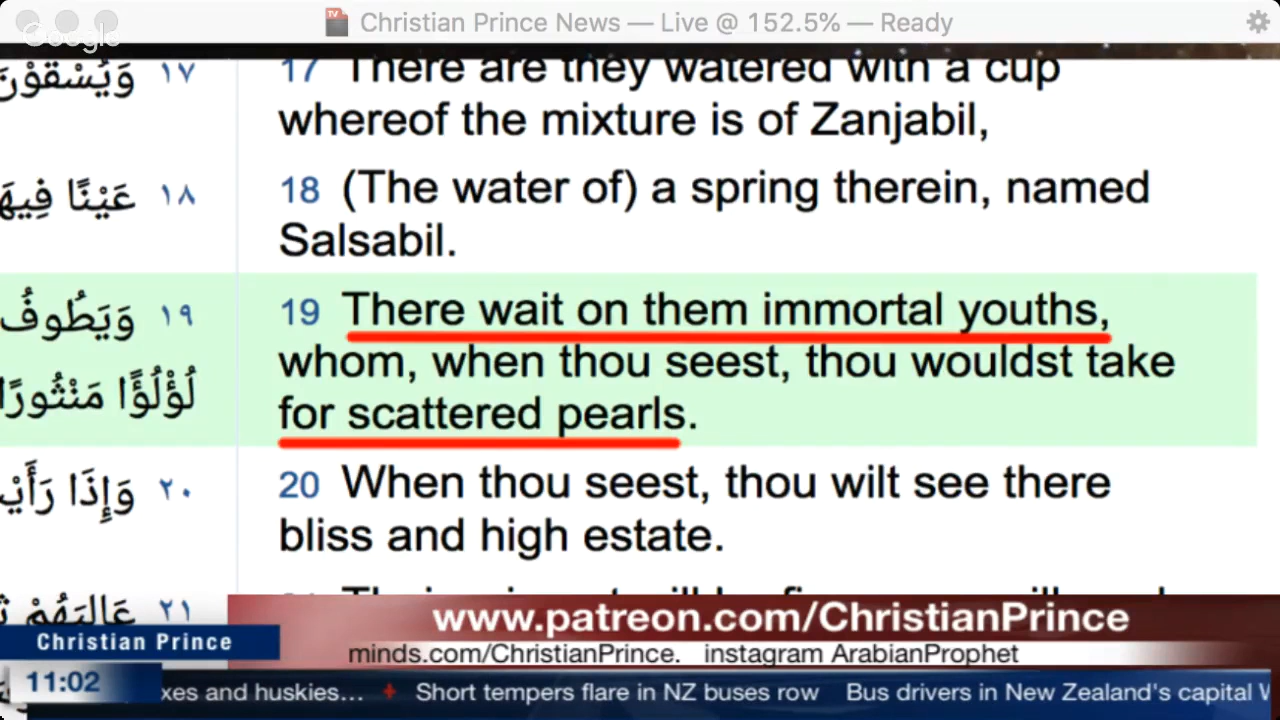 Christian Prince News — Live @ 152.5% — Ready
Google
وَيُسْقَوْنَ ١٧
17 There are they watered with a cup
whereof the mixture is of Zanjabil,
عَيْنًا ١٨
18 (The water of) a spring therein, named
Salsabil.
وَيَطُوفُ ١٩
19 There wait on them immortal youths,
whom, when thou seest, thou wouldst take
لُؤْلُؤًا مَنْثُورًا
for scattered pearls.
٢٠
وَإِذَا
20 When thou seest, thou wilt see there
bliss and high estate.
عَالِيَهُمْ ٢١
www.patreon.com/ChristianPrince
Christian Prince
minds.com/ChristianPrince. instagram ArabianProphet
11:02
xes and huskies... + Short tempers flare in NZ buses row Bus drivers in New Zealand's capital W